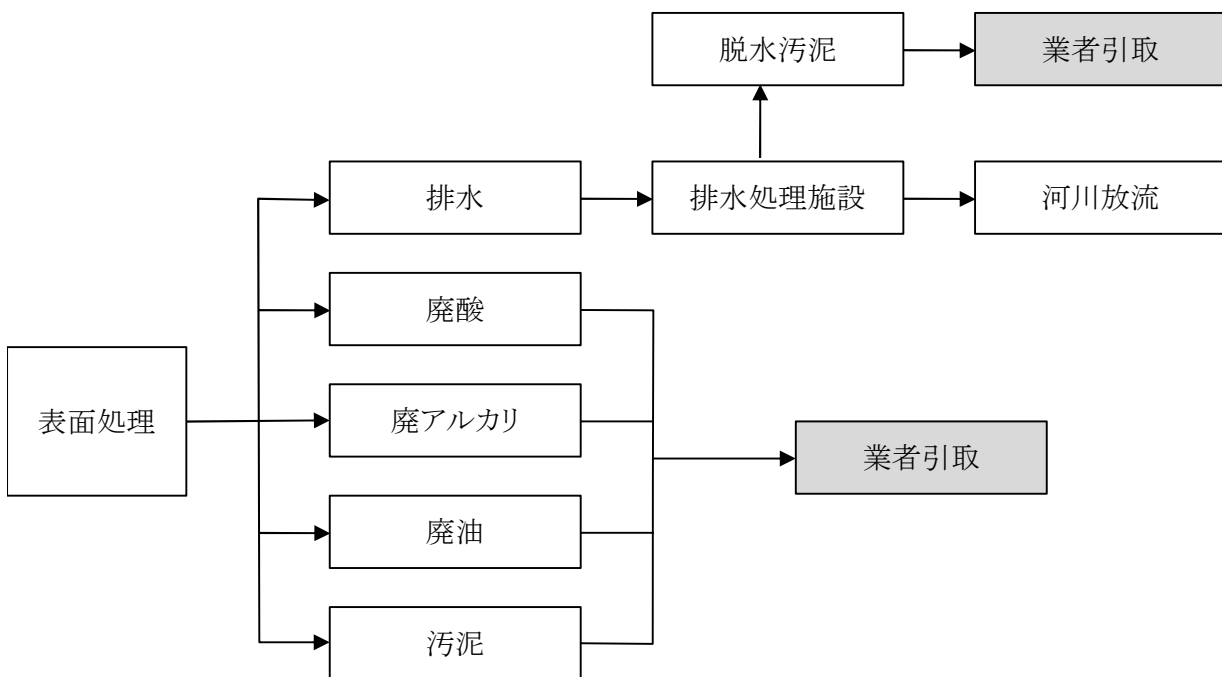 脱水汚泥
業者引取
排水
排水処理施設
河川放流
廃酸
表面処理
廃アルカリ
業者引取
廃油
汚泥